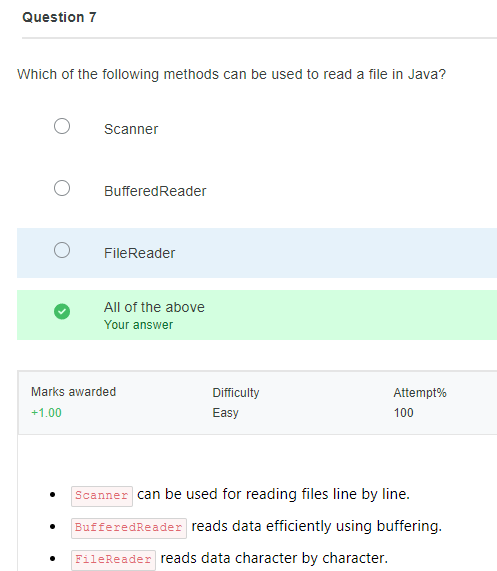 Question 7
Which of the following methods can be used to read a file in Java?
Scanner
BufferedReader
FileReader
All of the above
Your answer
Marks awarded Difficulty Attempt%
+1.00 Easy 100
• Scanner can be used for reading files line by line.
• BufferedReader reads data efficiently using buffering.
• FileReader reads data character by character.